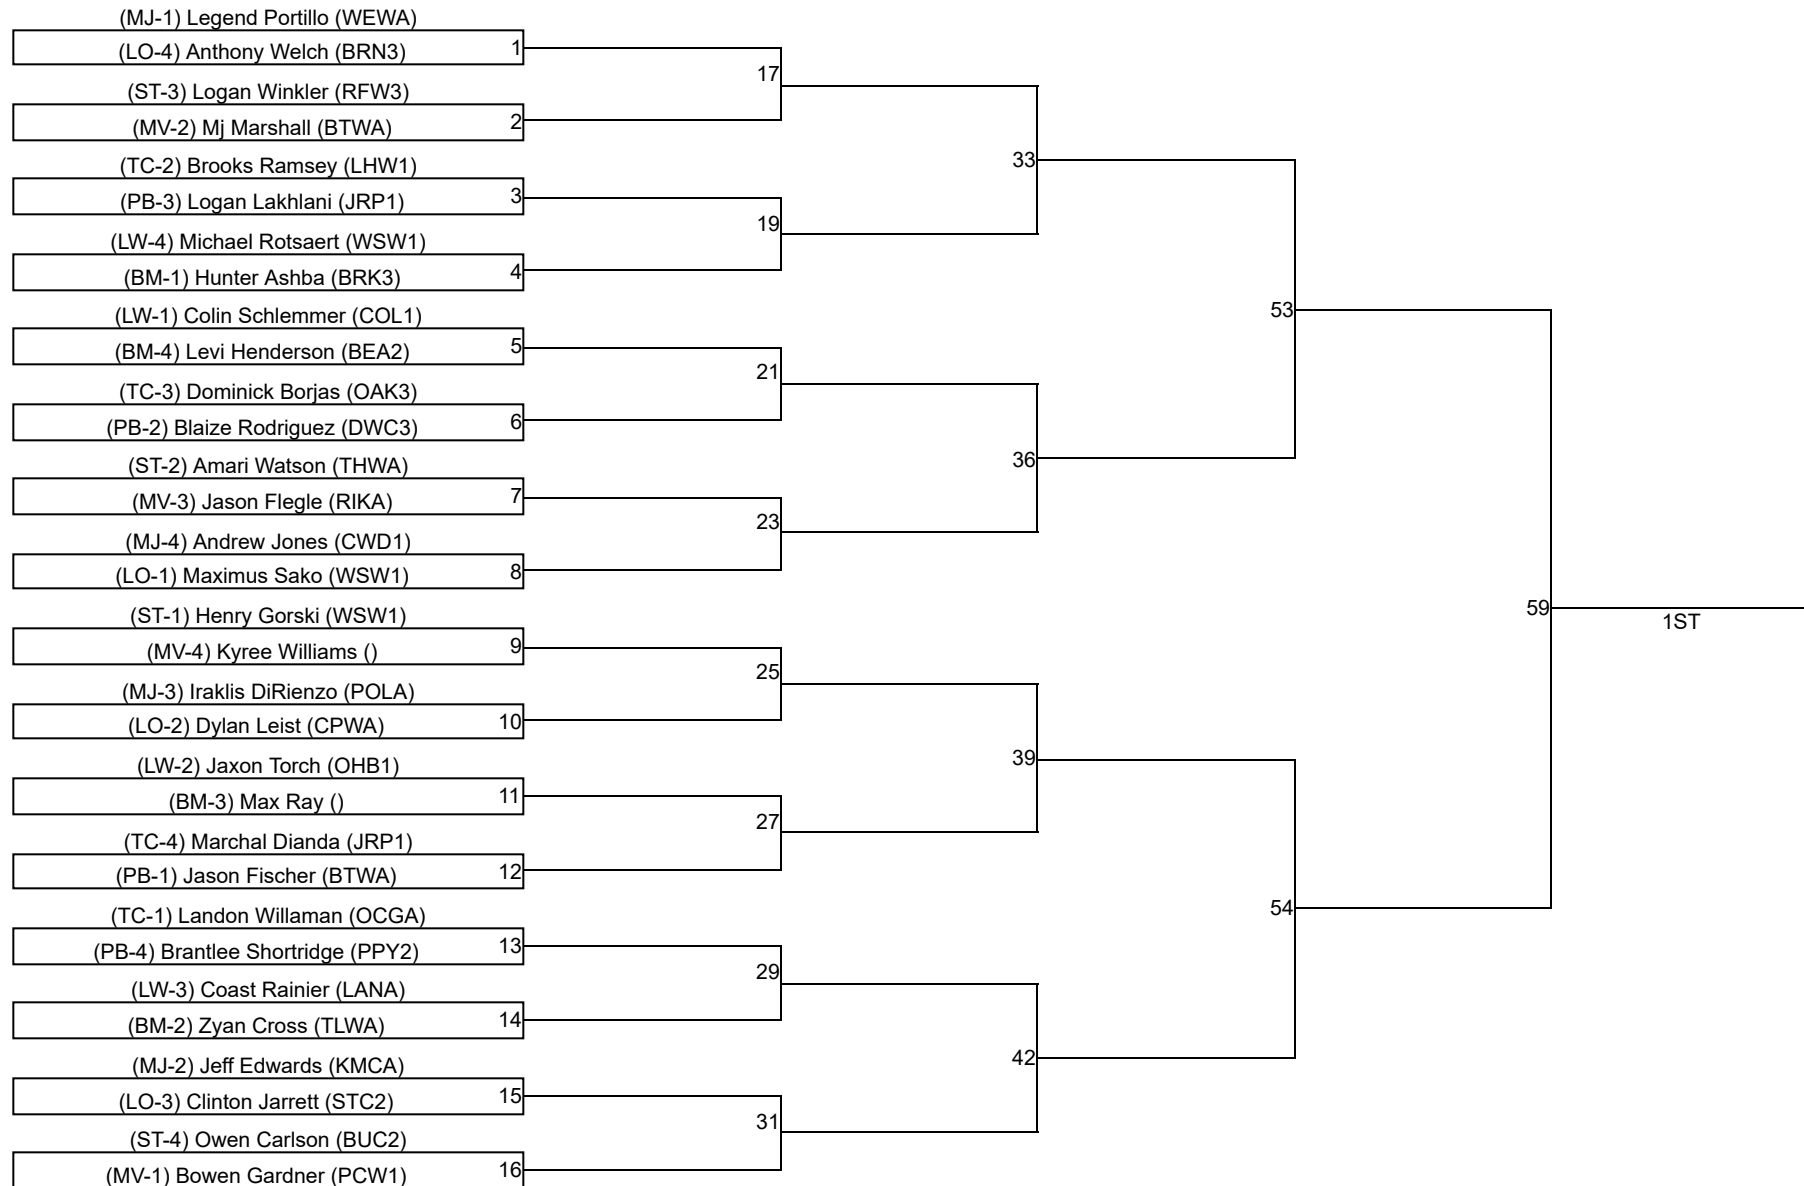 (MJ-1) Legend Portillo (WEWA)
(LO-4) Anthony Welch (BRN3)
1
17
(ST-3) Logan Winkler (RFW3)
(MV-2) Mj Marshall (BTWA)
2
33
(TC-2) Brooks Ramsey (LHW1)
(PB-3) Logan Lakhlani (JRP1)
3
19
(LW-4) Michael Rotsaert (WSW1)
(BM-1) Hunter Ashba (BRK3)
4
53
(LW-1) Colin Schlemmer (COL1)
(BM-4) Levi Henderson (BEA2)
5
21
(TC-3) Dominick Borjas (OAK3)
(PB-2) Blaize Rodriguez (DWC3)
6
36
(ST-2) Amari Watson (THWA)
(MV-3) Jason Flegle (RIKA)
7
23
(MJ-4) Andrew Jones (CWD1)
(LO-1) Maximus Sako (WSW1)
8
59
1ST
(ST-1) Henry Gorski (WSW1)
(MV-4) Kyree Williams ()
9
25
(MJ-3) Iraklis DiRienzo (POLA)
(LO-2) Dylan Leist (CPWA)
10
39
(LW-2) Jaxon Torch (OHB1)
(BM-3) Max Ray ()
11
27
(TC-4) Marchal Dianda (JRP1)
(PB-1) Jason Fischer (BTWA)
12
54
(TC-1) Landon Willaman (OCGA)
(PB-4) Brantlee Shortridge (PPY2)
13
29
(LW-3) Coast Rainier (LANA)
(BM-2) Zyan Cross (TLWA)
14
42
(MJ-2) Jeff Edwards (KMCA)
(LO-3) Clinton Jarrett (STC2)
15
31
(ST-4) Owen Carlson (BUC2)
(MV-1) Bowen Gardner (PCW1)
16